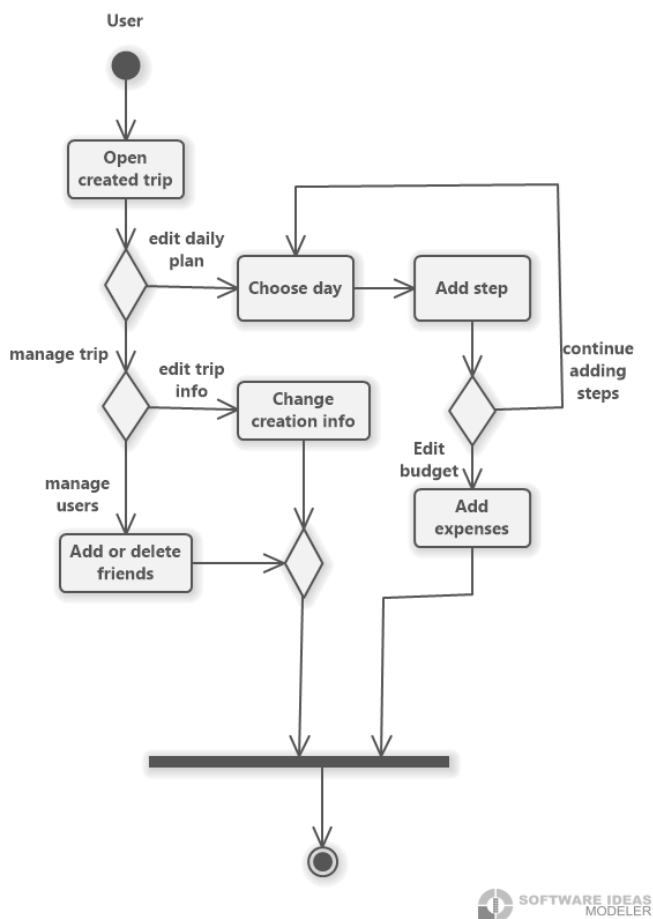 User
Open
created trip
edit daily
plan
Choose day
Add step
manage trip
edit trip
info
continue
adding
steps
Change
creation info
Edit
budget
manage
users
Add
expenses
Add or delete
friends
SOFTWARE IDEAS
MODELER